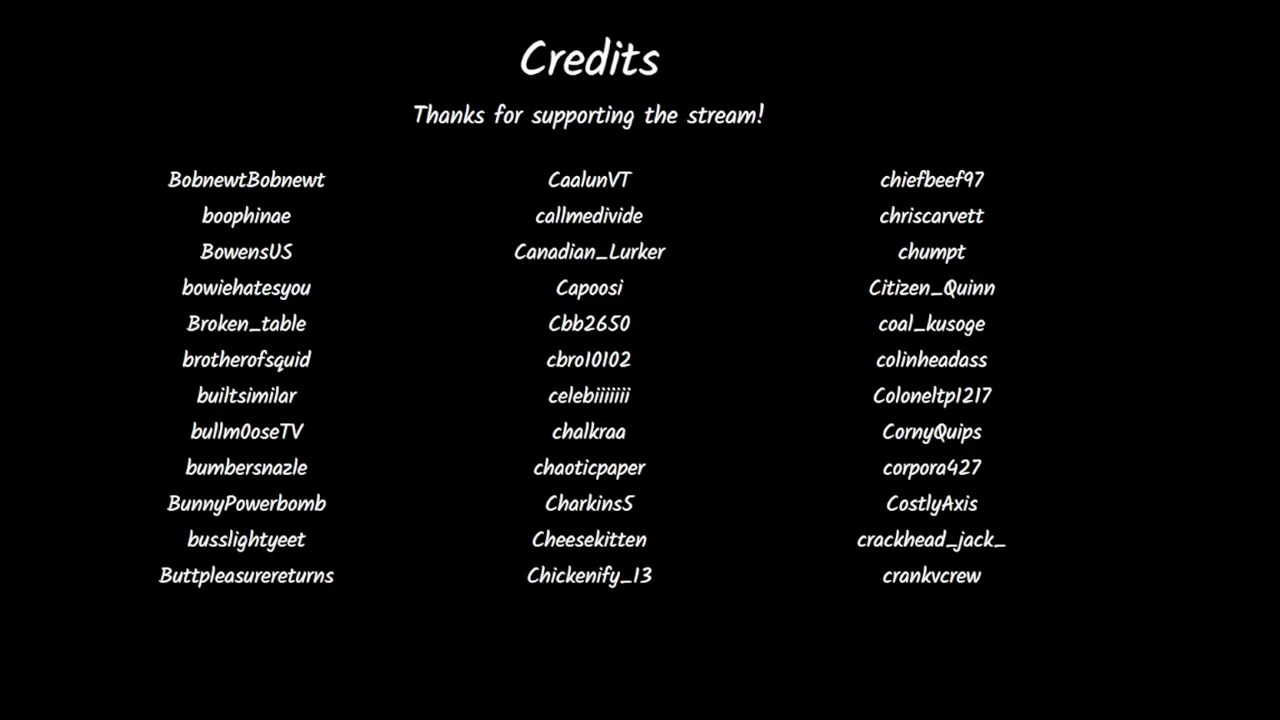 Credits
Thanks for supporting the stream!
BobnewtBobnewt
boophinae
BowensUS
bowiehatesyou
Broken_table
brotherofsquid
builtsimilar
bullm0oseTV
bumbersnazle
BunnyPowerbomb
busslightyeet
Buttpleasurereturns
CaalunVT
callmedivide
Canadian_Lurker
Capoosi
Cbb2650
cbro10102
celebiiiiiii
chalkraa
chaoticpaper
Charkins5
Cheesekitten
Chickenify_13
chiefbeef97
chriscarvett
chumpt
Citizen_Quinn
coal_kusoge
colinheadass
Coloneltp1217
CornyQuips
corpora427
CostlyAxis
crackhead_jack_
crankvcrew